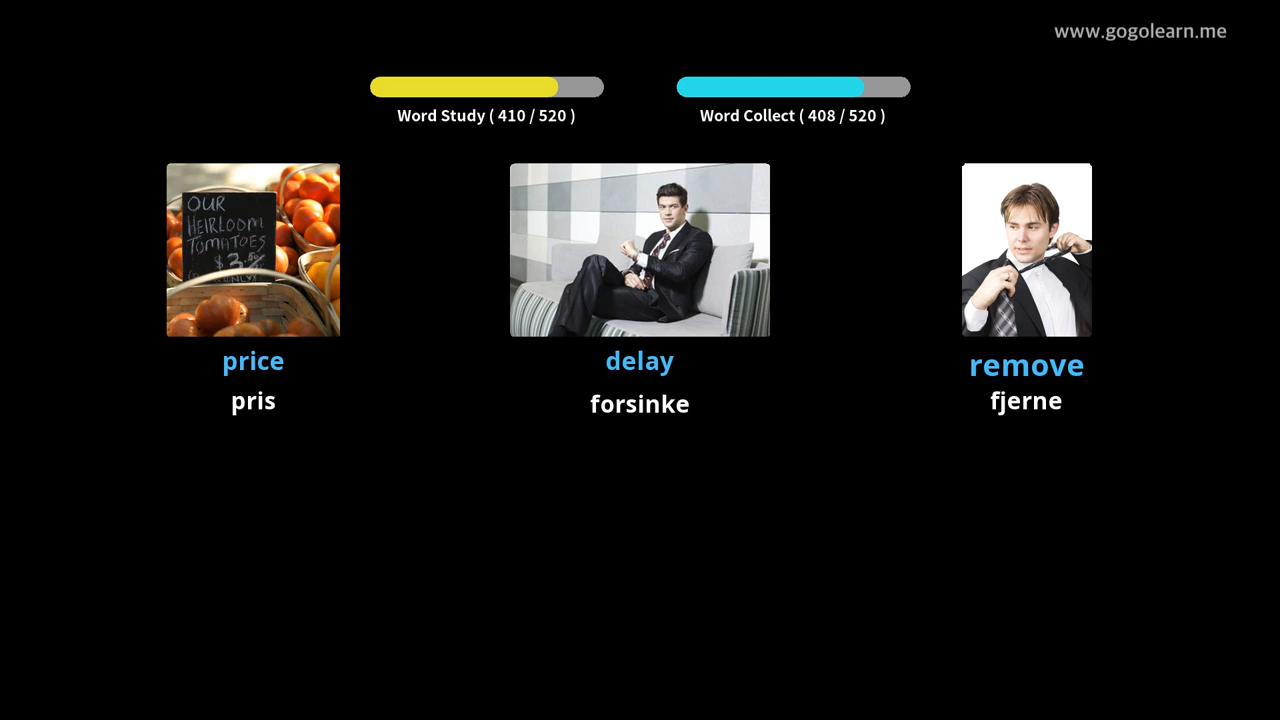 www.gogolearn.me
Word Study ( 410 / 520 )
Word Collect ( 408 / 520 )
OUR
HEIRLOOM
TOMATOES
price
delay
remove
pris
forsinke
fjerne